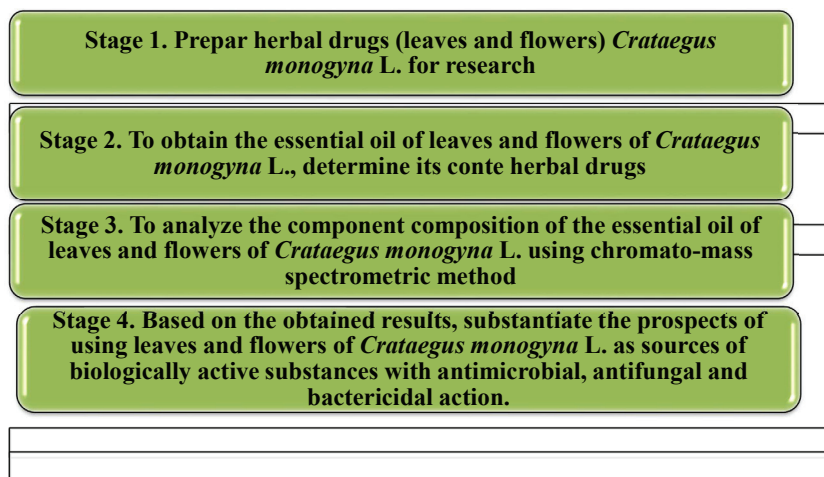 Stage 1. Prepar herbal drugs (leaves and flowers) Crataegus
monogyna L. for research
Stage 2. To obtain the essential oil of leaves and flowers of Crataegus
monogyna L., determine its conte herbal drugs
Stage 3. To analyze the component composition of the essential oil of
leaves and flowers of Crataegus monogyna L. using chromato-mass
spectrometric method
Stage 4. Based on the obtained results, substantiate the prospects of
using leaves and flowers of Crataegus monogyna L. as sources of
biologically active substances with antimicrobial, antifungal and
bactericidal action.